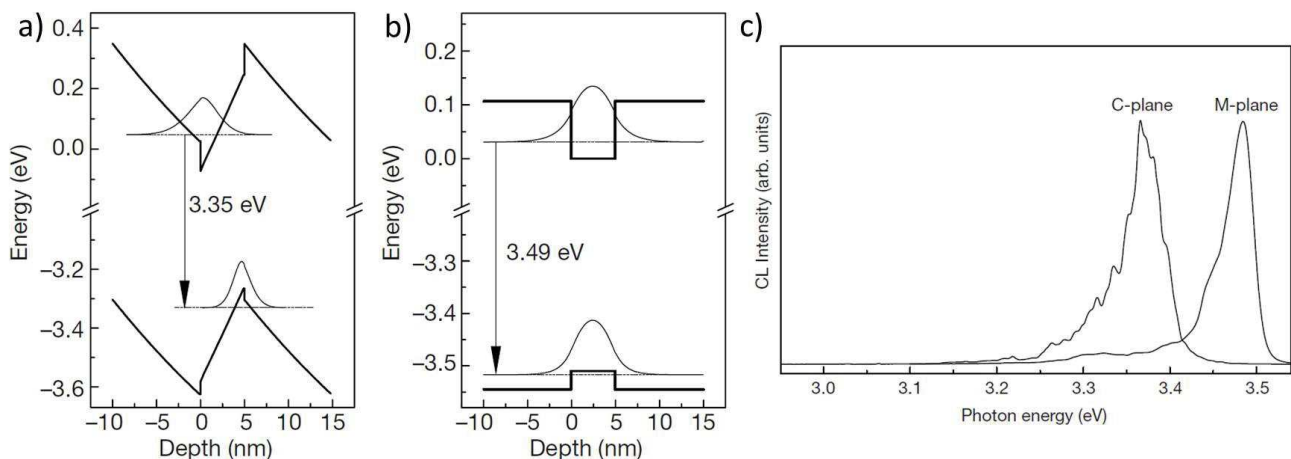 a)
Energy (eV)
0.4
0.2
0.0
−3.2
−3.4
−3.6
3.35 eV
−10 −5 0 5 10 15
Depth (nm)
b)
Energy (eV)
0.2
0.1
0.0
−3.3
−3.4
−3.5
3.49 eV
−10 −5 0 5 10 15
Depth (nm)
c)
CL Intensity (arb. units)
C-plane M-plane
3.0 3.1 3.2 3.3 3.4 3.5
Photon energy (eV)